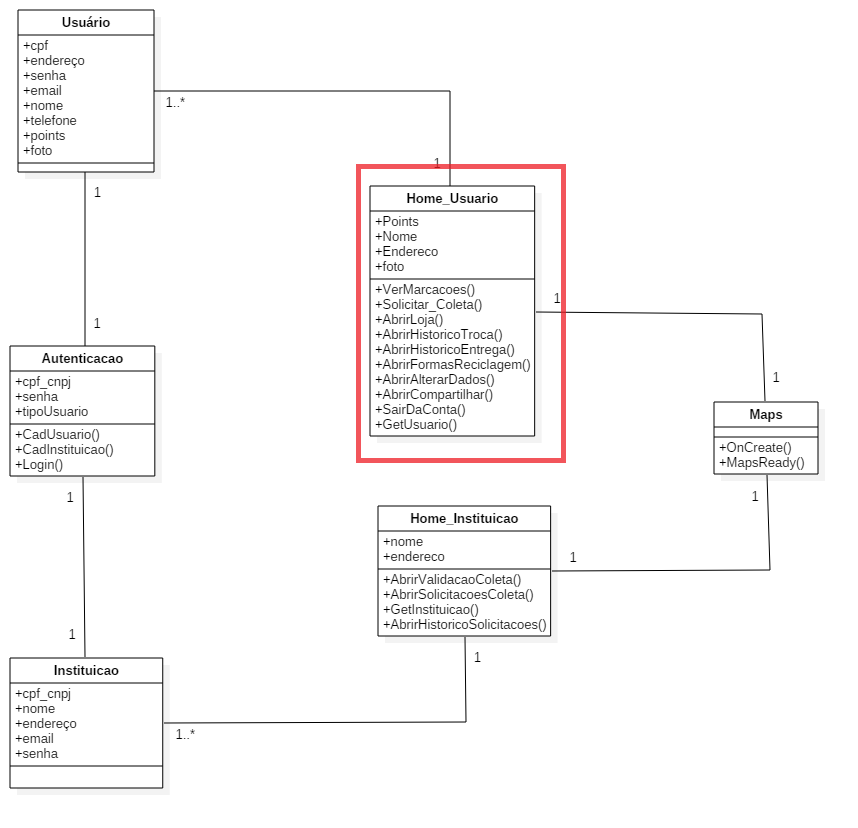 Usuário
+cpf
+endereço
+senha
+email
+nome
+telefone
+points
+foto
1..*
1
1
1
Home_Usuario
+Points
+Nome
+Endereco
+foto
+VerMarcacoes()
+Solicitar_Coleta()
+AbrirLoja()
+AbrirHistoricoTroca()
+AbrirHistoricoEntrega()
+AbrirFormasReciclagem()
+AbrirAlterarDados()
+AbrirCompartilhar()
+SairDaConta()
+GetUsuario()
1
1
Autenticacao
+cpf_cnpj
+senha
+tipoUsuario
+CadUsuario()
+CadInstituicao()
+Login()
1
1
Maps
+OnCreate()
+MapsReady()
1
1
Home_Instituicao
+nome
+endereco
+AbrirValidacaoColeta()
+AbrirSolicitacoesColeta()
+GetInstituicao()
+AbrirHistoricoSolicitacoes()
1
Instituicao
+cpf_cnpj
+nome
+endereço
+email
+senha
1..*